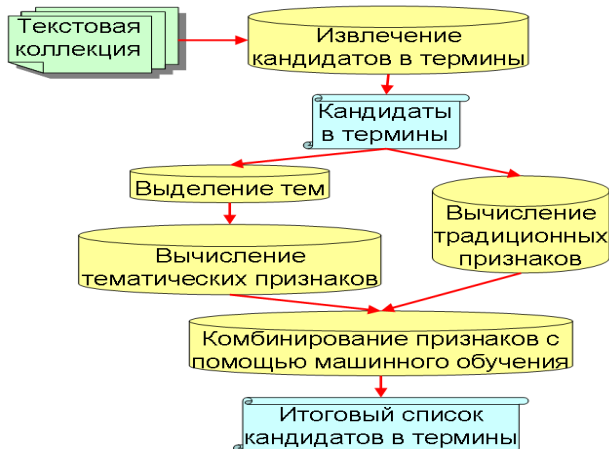 Текстовая
коллекция
Извлечение
кандидатов в термины
Кандидаты
в термины
Выделение тем
Вычисление
традиционных
признаков
Вычисление
тематических признаков
Комбинирование признаков с
помощью машинного обучения
Итоговый список
кандидатов в термины